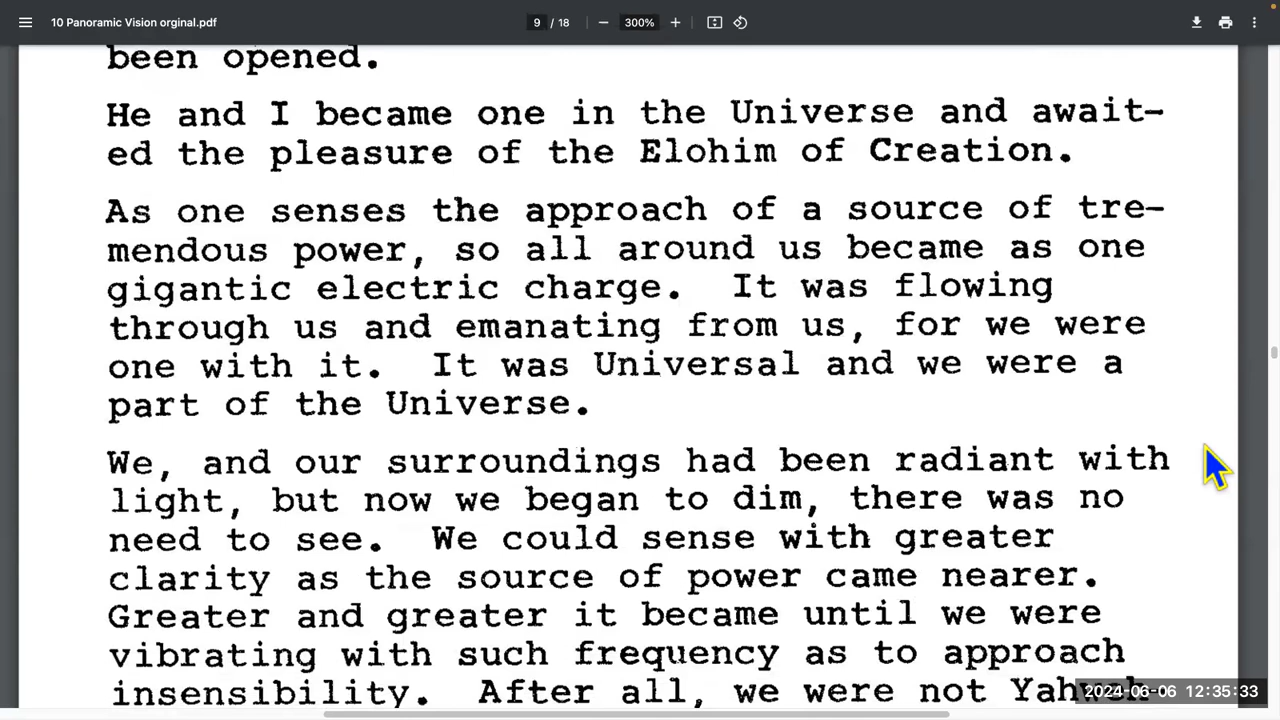 10 Panoramic Vision orginal.pdf
9 / 18
300%
been opened.
He and I became one in the Universe and await-
ed the pleasure of the Elohim of Creation.
As one senses the approach of a source of tre-
mendous power, so all around us became as one
gigantic electric charge. It was flowing
through us and emanating from us, for we were
one with it. It was Universal and we were a
part of the Universe.
We, and our surroundings had been radiant with
light, but now we began to dim, there was no
need to see. We could sense with greater
clarity as the source of power came nearer.
Greater and greater it became until we were
vibrating with such frequency as to approach
insensibility. After all, we were not Yahweh
2024-06-06 12:35:33